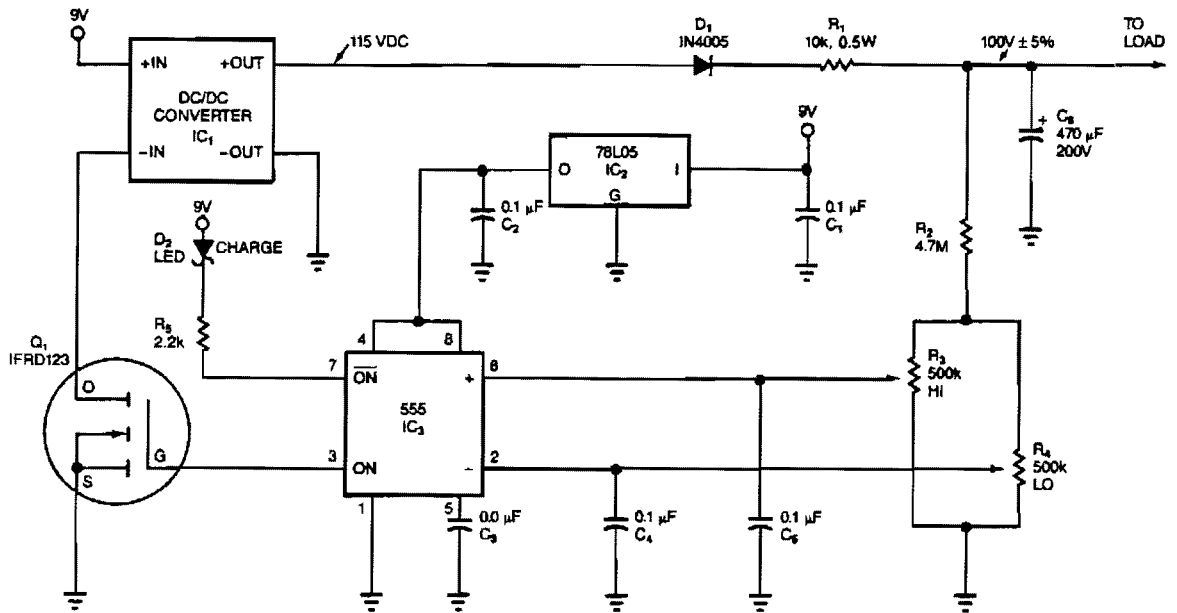 9V
115 VDC
D₁
IN4005
R₁
10k, 0.5W
100V ± 5%
TO
LOAD
+IN
+OUT
DC/DC
CONVERTER
IC₁
−IN
−OUT
9V
C₆
470 µF
200V
+
78L05
IC₂
O
I
G
0.1 µF
C₂
0.1 µF
C₁
9V
D₂
LED
CHARGE
R₂
4.7M
R₅
2.2k
Q₁
IFRD123
D
S
G
4
8
7
ON
+
6
555
IC₃
3
ON
−
2
1
5
0.0 µF
C₃
0.1 µF
C₄
0.1 µF
C₅
R₃
500k
HI
R₄
500k
LO